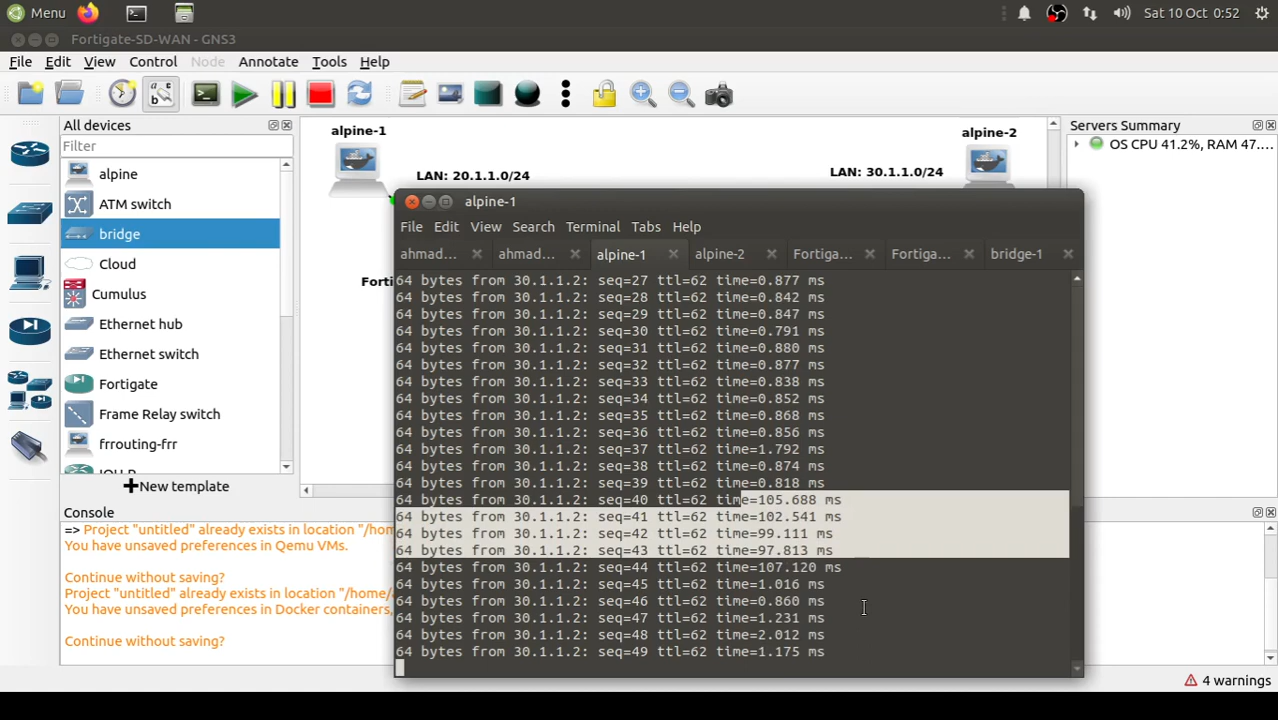 Menu
Sat 10 Oct 0:52
Fortigate-SD-WAN - GNS3
File Edit View Control Node Annotate Tools Help
All devices
Filter
alpine
ATM switch
bridge
Cloud
Cumulus
Ethernet hub
Ethernet switch
Fortigate
Frame Relay switch
frrouting-frr
New template
alpine-1
LAN: 20.1.1.0/24
alpine-2
LAN: 30.1.1.0/24
Forti
Servers Summary
OS CPU 41.2%, RAM 47....
alpine-1
File Edit View Search Terminal Tabs Help
ahmad... ahmad... alpine-1 alpine-2 Fortiga... Fortiga... bridge-1
64 bytes from 30.1.1.2: seq=27 ttl=62 time=0.877 ms
64 bytes from 30.1.1.2: seq=28 ttl=62 time=0.842 ms
64 bytes from 30.1.1.2: seq=29 ttl=62 time=0.847 ms
64 bytes from 30.1.1.2: seq=30 ttl=62 time=0.791 ms
64 bytes from 30.1.1.2: seq=31 ttl=62 time=0.880 ms
64 bytes from 30.1.1.2: seq=32 ttl=62 time=0.877 ms
64 bytes from 30.1.1.2: seq=33 ttl=62 time=0.838 ms
64 bytes from 30.1.1.2: seq=34 ttl=62 time=0.852 ms
64 bytes from 30.1.1.2: seq=35 ttl=62 time=0.868 ms
64 bytes from 30.1.1.2: seq=36 ttl=62 time=0.856 ms
64 bytes from 30.1.1.2: seq=37 ttl=62 time=1.792 ms
64 bytes from 30.1.1.2: seq=38 ttl=62 time=0.874 ms
64 bytes from 30.1.1.2: seq=39 ttl=62 time=0.818 ms
64 bytes from 30.1.1.2: seq=40 ttl=62 time=105.688 ms
64 bytes from 30.1.1.2: seq=41 ttl=62 time=102.541 ms
64 bytes from 30.1.1.2: seq=42 ttl=62 time=99.111 ms
64 bytes from 30.1.1.2: seq=43 ttl=62 time=97.813 ms
64 bytes from 30.1.1.2: seq=44 ttl=62 time=107.120 ms
64 bytes from 30.1.1.2: seq=45 ttl=62 time=1.016 ms
64 bytes from 30.1.1.2: seq=46 ttl=62 time=0.860 ms
64 bytes from 30.1.1.2: seq=47 ttl=62 time=1.231 ms
64 bytes from 30.1.1.2: seq=48 ttl=62 time=2.012 ms
64 bytes from 30.1.1.2: seq=49 ttl=62 time=1.175 ms
Console
=> Project "untitled" already exists in location "/home/
You have unsaved preferences in Qemu VMs.
Continue without saving?
Project "untitled" already exists in location "/home/
You have unsaved preferences in Docker containers,
Continue without saving?
4 warnings